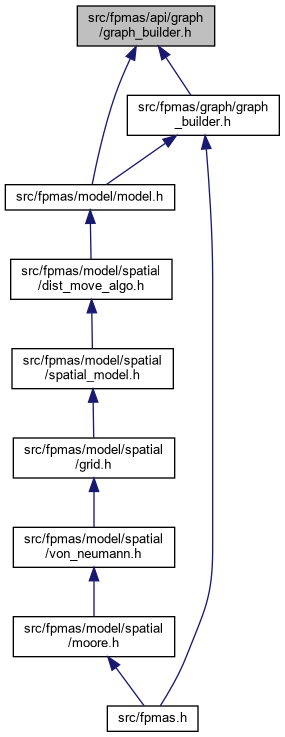 src/fpmas/api/graph
/graph_builder.h
src/fpmas/graph/graph
_builder.h
src/fpmas/model/model.h
src/fpmas/model/spatial
/dist_move_algo.h
src/fpmas/model/spatial
/spatial_model.h
src/fpmas/model/spatial
/grid.h
src/fpmas/model/spatial
/von_neumann.h
src/fpmas/model/spatial
/moore.h
src/fpmas.h